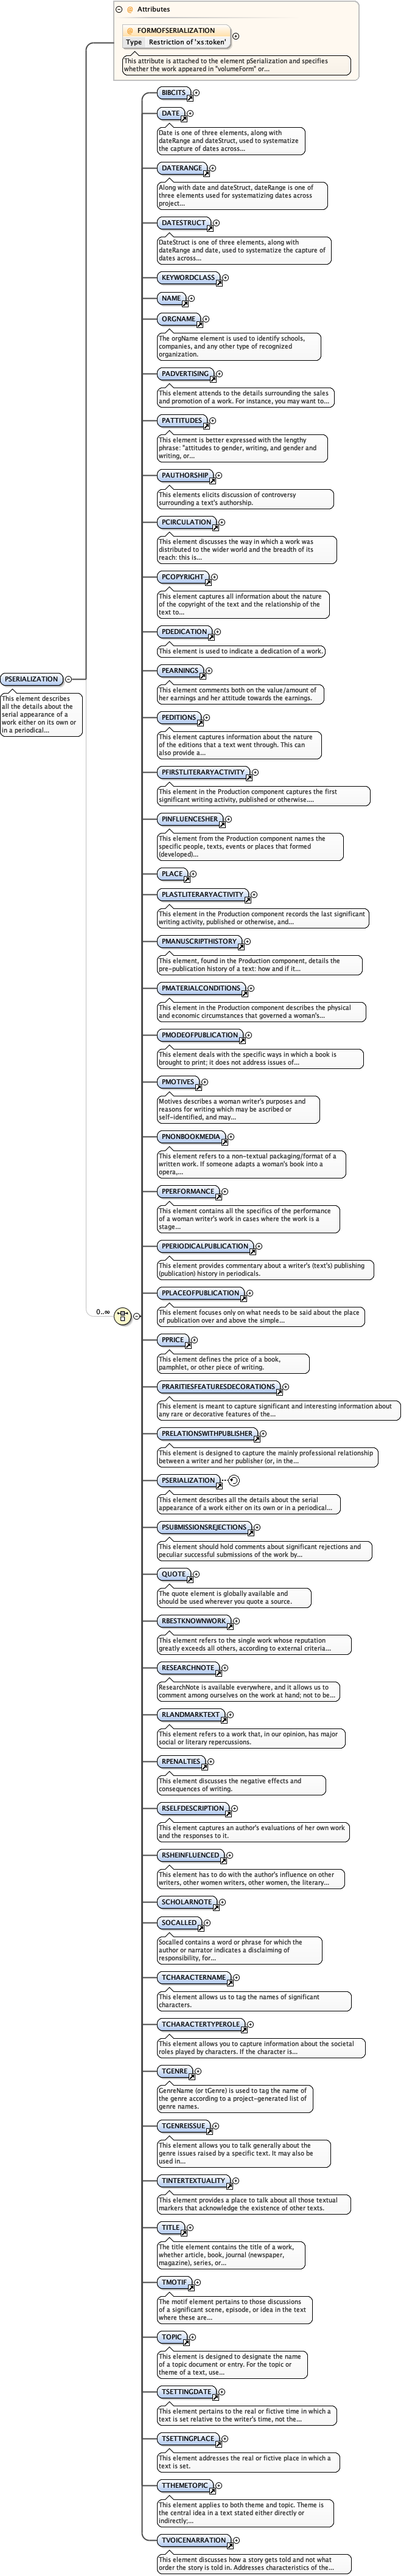 Attributes
FORMOFSERIALIZATION
Type Restriction of 'xs:token'
This attribute is attached to the element pSerialization and specifies
whether the work appeared in "volumeForm" or...
BIBCITS
DATE
Date is one of three elements, along with
dateRange and dateStruct, used to systematize
the capture of dates across...
DATERANGE
Along with date and dateStruct, dateRange is one of
three elements used for systematizing dates across
project...
DATESTRUCT
DateStruct is one of three elements, along with
dateRange and date, used to systematize the capture of
dates across...
KEYWORDCLASS
NAME
ORGNAME
The orgName element is used to identify schools,
companies, and any other type of recognized
organization.
PADVERTISING
This element attends to the details surrounding the sales
and promotion of a work. For instance, you may want to...
PATTITUDES
This element is better expressed with the lengthy
phrase: "attitudes to gender, writing, and gender and
writing, or...
PAUTHORSHIP
This elements elicits discussion of controversy
surrounding a text's authorship.
PCIRCULATION
This element discusses the way in which a work was
distributed to the wider world and the breadth of its
reach: this is...
PCOPYRIGHT
This element captures all information about the nature
of the copyright of the text and the relationship of the
text to...
PDEDICATION
This element is used to indicate a dedication of a work.
PEARNINGS
This element comments both on the value/amount of
her earnings and her attitude towards the earnings.
PSERIALIZATION
This element describes
all the details about the
serial appearance of a
work either on its own or
in a periodical...
PEDITIONS
This element captures information about the nature
of the editions that a text went through. This can
also provide a...
PFIRSTLITERARYACTIVITY
This element in the Production component captures the first
significant writing activity, published or otherwise....
PINFLUENCESHER
This element from the Production component names the
specific people, texts, events or places that formed
(developed)...
PLACE
PLASTLITERARYACTIVITY
This element in the Production component records the last significant
writing activity, published or otherwise, and...
PMANUSCRIPTHISTORY
This element, found in the Production component, details the
pre-publication history of a text: how and if it...
PMATERIALCONDITIONS
This element in the Production component describes the physical
and economic circumstances that governed a woman's...
PMODEOFPUBLICATION
This element deals with the specific ways in which a book is
brought to print; it does not address issues of...
PMOTIVES
Motives describes a woman writer's purposes and
reasons for writing which may be ascribed or
self-identified, and may...
PNONBOOKMEDIA
This element refers to a non-textual packaging/format of a
written work. If someone adapts a woman's book into a
opera,...
PPERFORMANCE
This element contains all the specifics of the performance
of a woman writer's work in cases where the work is a
stage...
PPERIODICALPUBLICATION
This element provides commentary about a writer's (text's) publishing
(publication) history in periodicals.
PPLACEOFPUBLICATION
This element focuses only on what needs to be said about the place
of publication over and above the simple...
0..∞
PPRICE
This element defines the price of a book,
pamphlet, or other piece of writing.
PRARITIESFEATURESDECORATIONS
This element is meant to capture significant and interesting information about
any rare or decorative features of the...
PRELATIONSWITHPUBLISHER
This element is designed to capture the mainly professional relationship
between a writer and her publisher (or, in the...
PSERIALIZATION
This element describes all the details about the serial
appearance of a work either on its own or in a periodical...
PSUBMISSIONSREJECTIONS
This element should hold comments about significant rejections and
peculiar successful submissions of the work by...
QUOTE
The quote element is globally available and
should be used wherever you quote a source.
RBESTKNOWNWORK
This element refers to the single work whose reputation
greatly exceeds all others, according to external criteria...
RESEARCHNOTE
ResearchNote is available everywhere, and it allows us to
comment among ourselves on the work at hand; not to be...
RLANDMARKTEXT
This element refers to a work that, in our opinion, has major
social or literary repercussions.
RPENALTIES
This element discusses the negative effects and
consequences of writing.
RSELFDESCRIPTION
This element captures an author's evaluations of her own work
and the responses to it.
RSHEINFLUENCED
This element has to do with the author's influence on other
writers, other women writers, other women, the literary...
SCHOLARNOTE
SOCALLED
Socalled contains a word or phrase for which the
author or narrator indicates a disclaiming of
responsibility, for...
TCHARACTERNAME
This element allows us to tag the names of significant
characters.
TCHARACTERTYPEROLE
This element allows you to capture information about the societal
roles played by characters. If the character is...
TGENRE
GenreName (or tGenre) is used to tag the name of
the genre according to a project-generated list of
genre names.
TGENREISSUE
This element allows you to talk generally about the
genre issues raised by a specific text. It may also be
used in...
TINTERTEXTUALITY
This element provides a place to talk about all those textual
markers that acknowledge the existence of other texts.
TITLE
The title element contains the title of a work,
whether article, book, journal (newspaper,
magazine), series, or...
TMOTIF
The motif element pertains to those discussions
of a significant scene, episode, or idea in the text
where these are...
TOPIC
This element is designed to designate the name
of a topic document or entry. For the topic or
theme of a text, use...
TSETTINGDATE
This element pertains to the real or fictive time in which a
text is set relative to the writer's time, not the...
TSETTINGPLACE
This element addresses the real or fictive place in which a
text is set.
TTHEMETOPIC
This element applies to both theme and topic. Theme is
the central idea in a text stated either directly or
indirectly;...
TVOICENARRATION
This element discusses how a story gets told and not what
order the story is told in. Addresses characteristics of the...